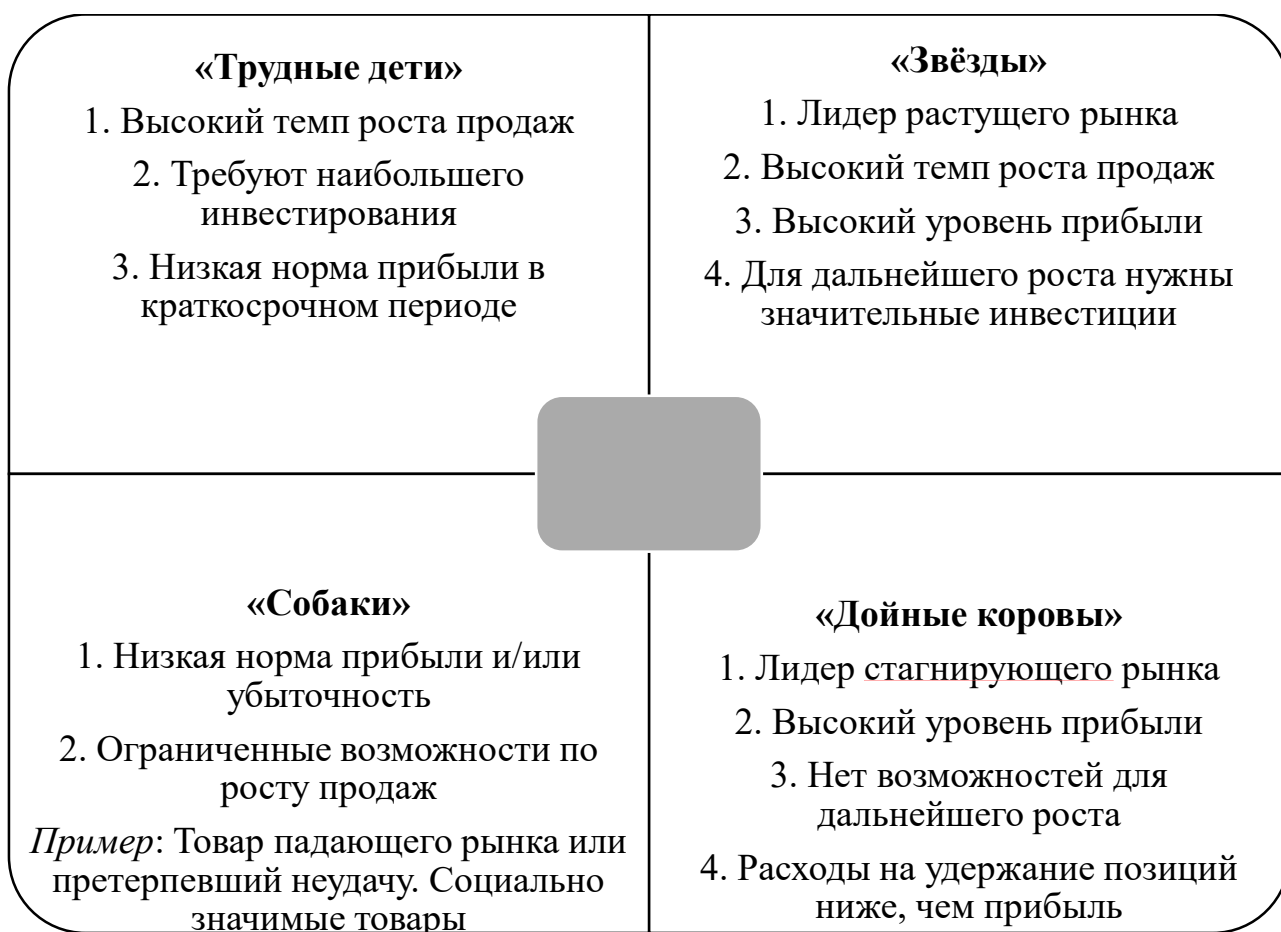 «Трудные дети»
1. Высокий темп роста продаж
2. Требуют наибольшего
инвестирования
3. Низкая норма прибыли в
краткосрочном периоде
«Звёзды»
1. Лидер растущего рынка
2. Высокий темп роста продаж
3. Высокий уровень прибыли
4. Для дальнейшего роста нужны
значительные инвестиции
«Собаки»
1. Низкая норма прибыли и/или
убыточность
2. Ограниченные возможности по
росту продаж
Пример: Товар падающего рынка или
претерпевший неудачу. Социально
значимые товары
«Дойные коровы»
1. Лидер стагнирующего рынка
2. Высокий уровень прибыли
3. Нет возможностей для
дальнейшего роста
4. Расходы на удержание позиций
ниже, чем прибыль